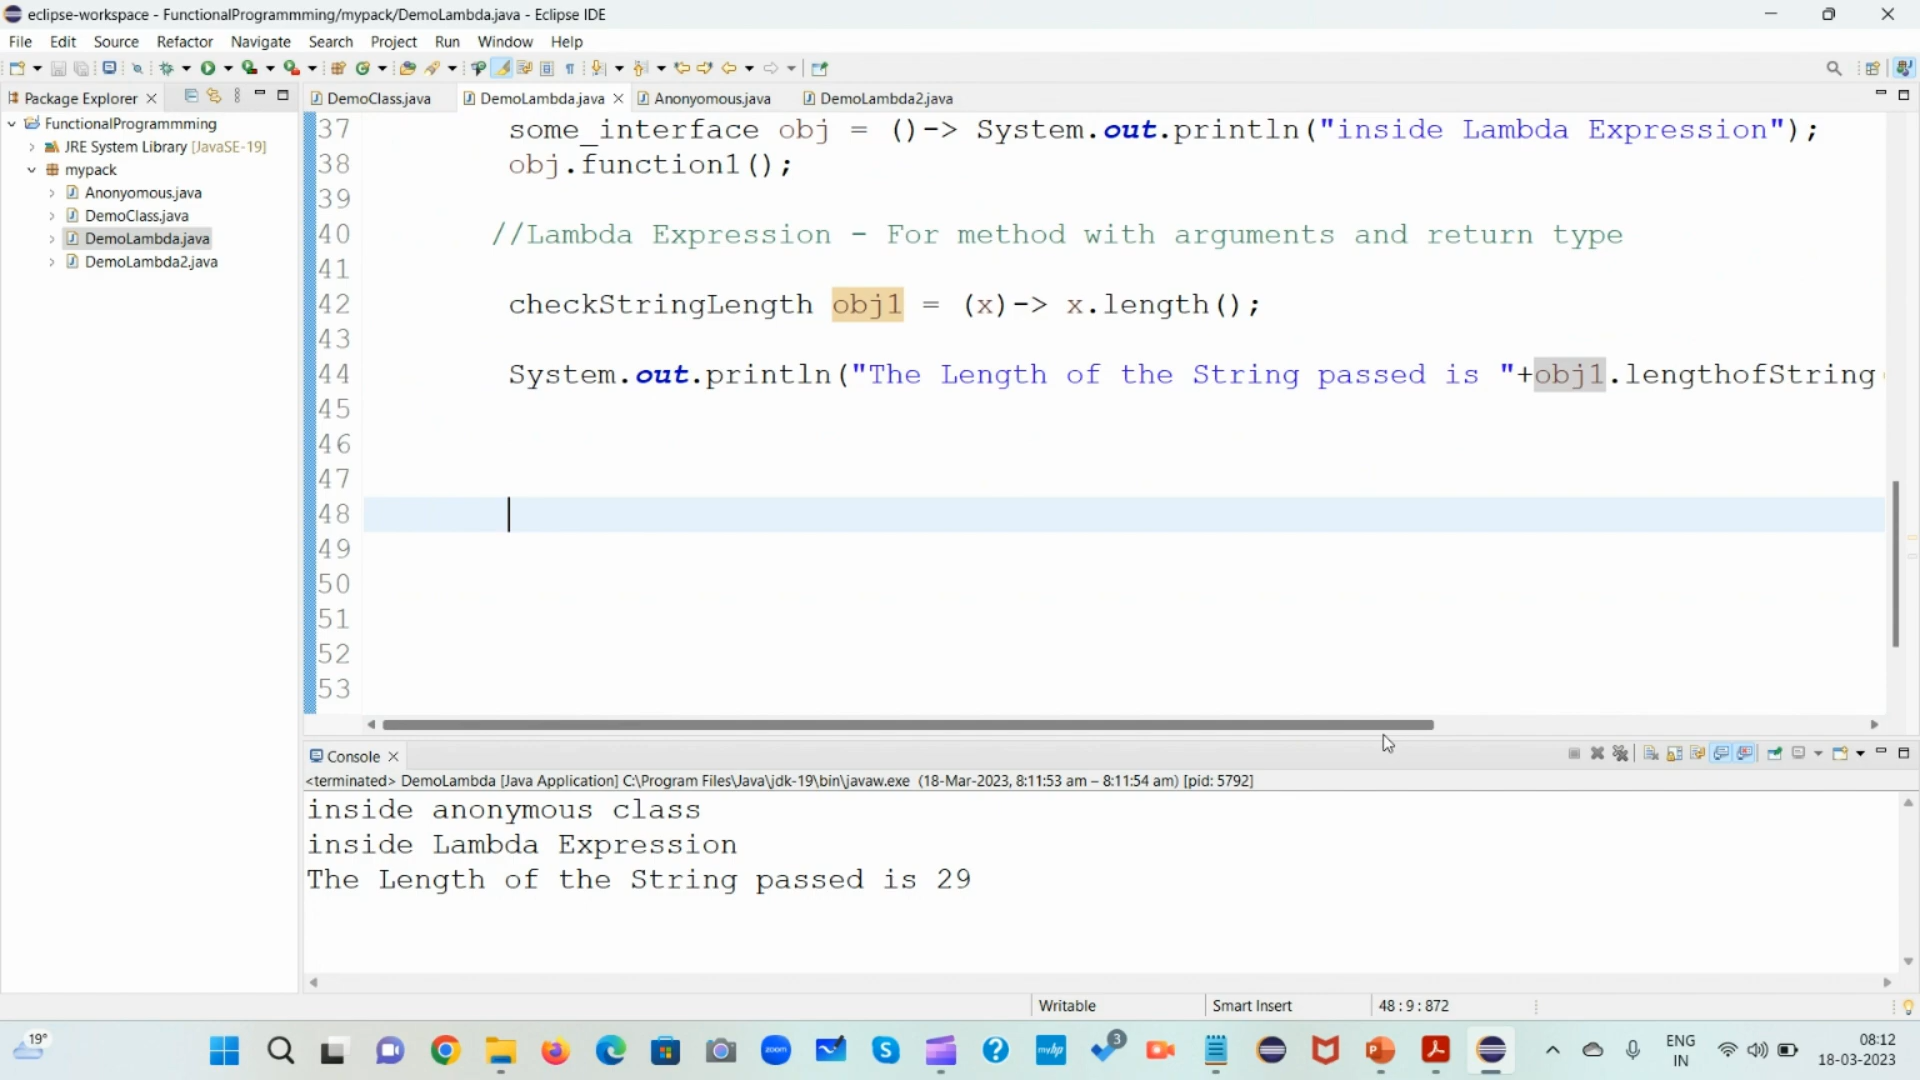 eclipse-workspace - FunctionalProgrammming/mypack/DemoLambda.java - Eclipse IDE
File Edit Source Refactor Navigate Search Project Run Window Help
Package Explorer
DemoClass.java DemoLambda.java Anonyomous.java DemoLambda2.java
FunctionalProgrammming
JRE System Library [JavaSE-19]
mypack
Anonyomous.java
DemoClass.java
DemoLambda.java
DemoLambda2.java
37 some_interface obj = ()-> System.out.println("inside Lambda Expression");
38 obj.function1();
39
40 //Lambda Expression - For method with arguments and return type
41
42 checkStringLength obj1 = (x)-> x.length();
43
44 System.out.println("The Length of the String passed is "+obj1.lengthofString
45
46
47
48
49
50
51
52
53
Console
<terminated> DemoLambda [Java Application] C:\Program Files\Java\jdk-19\bin\javaw.exe (18-Mar-2023, 8:11:53 am – 8:11:54 am) [pid: 5792]
inside anonymous class
inside Lambda Expression
The Length of the String passed is 29
Writable Smart Insert 48 : 9 : 872
19°
zoom
myhp
3
ENG
IN
08:12
18-03-2023